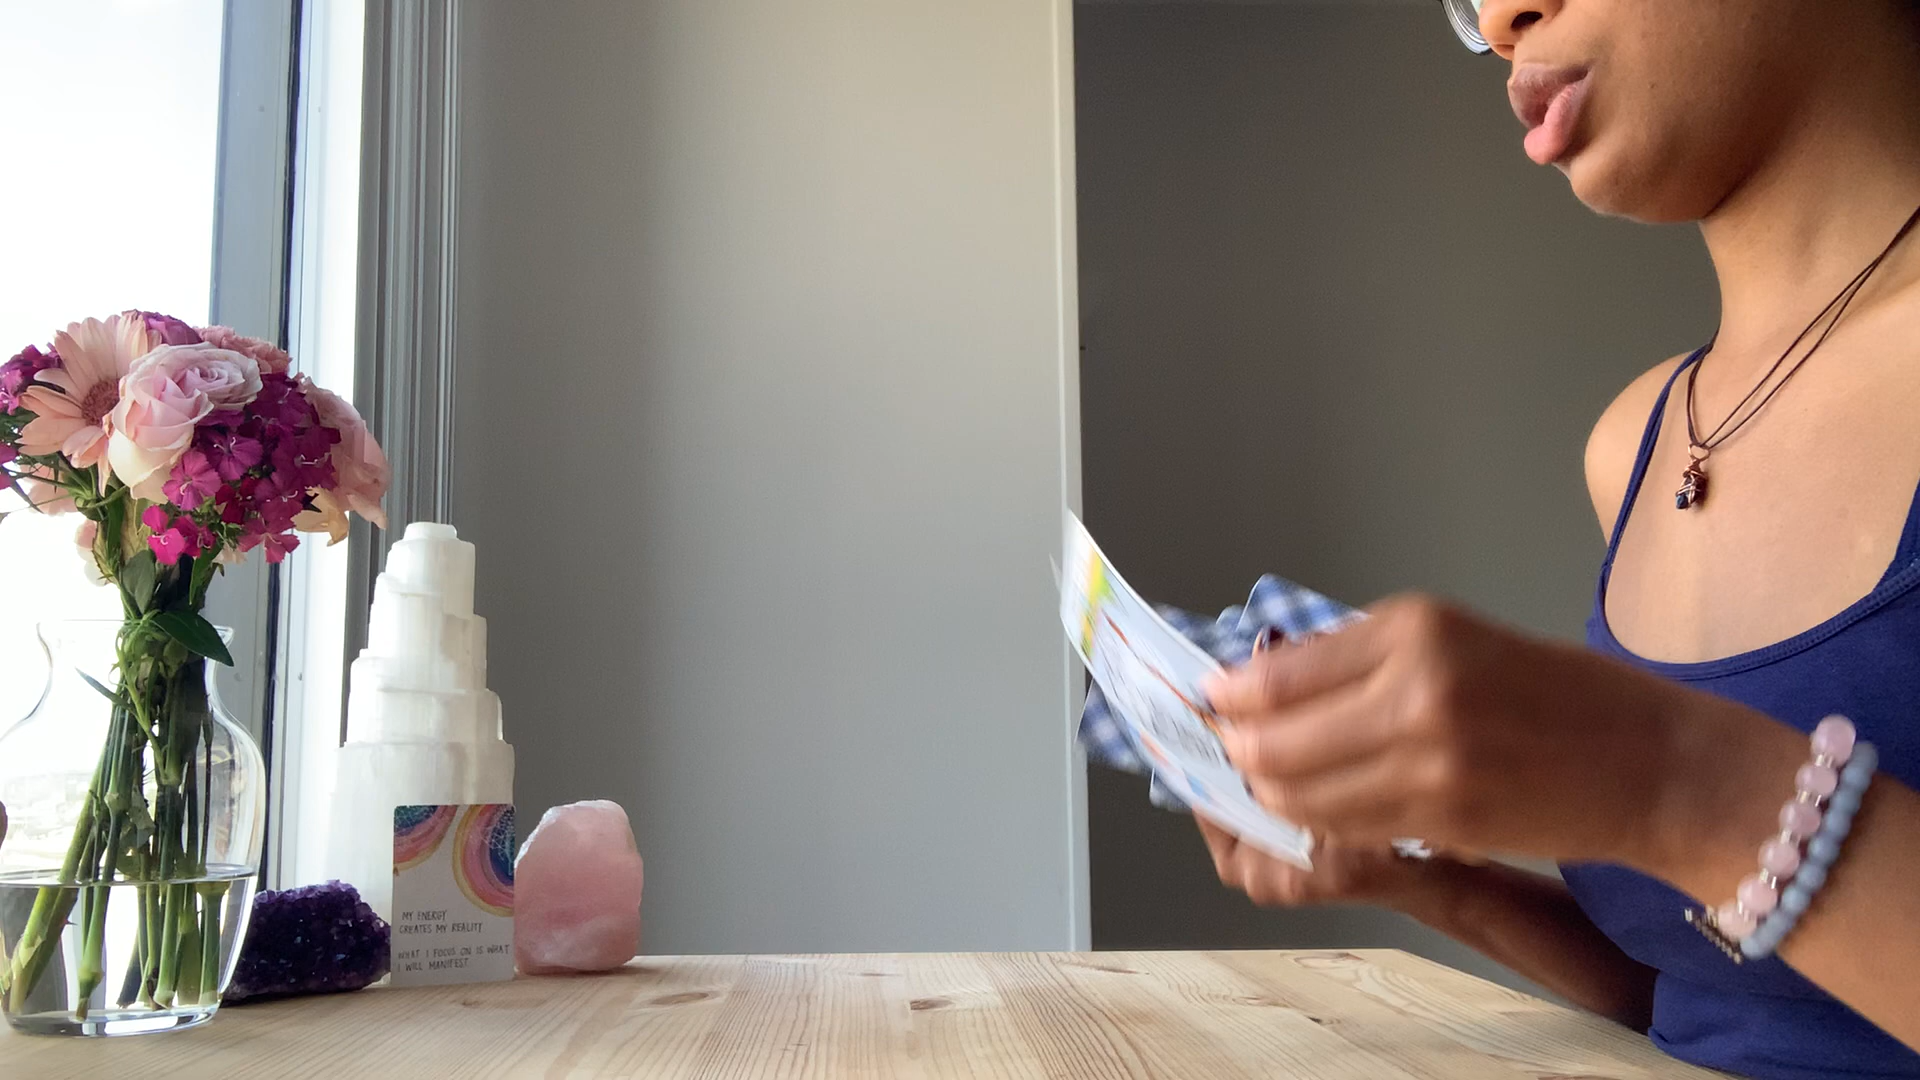 MY ENERGY
CREATES MY REALITY
WHAT I FOCUS ON IS WHAT
I WILL MANIFEST.